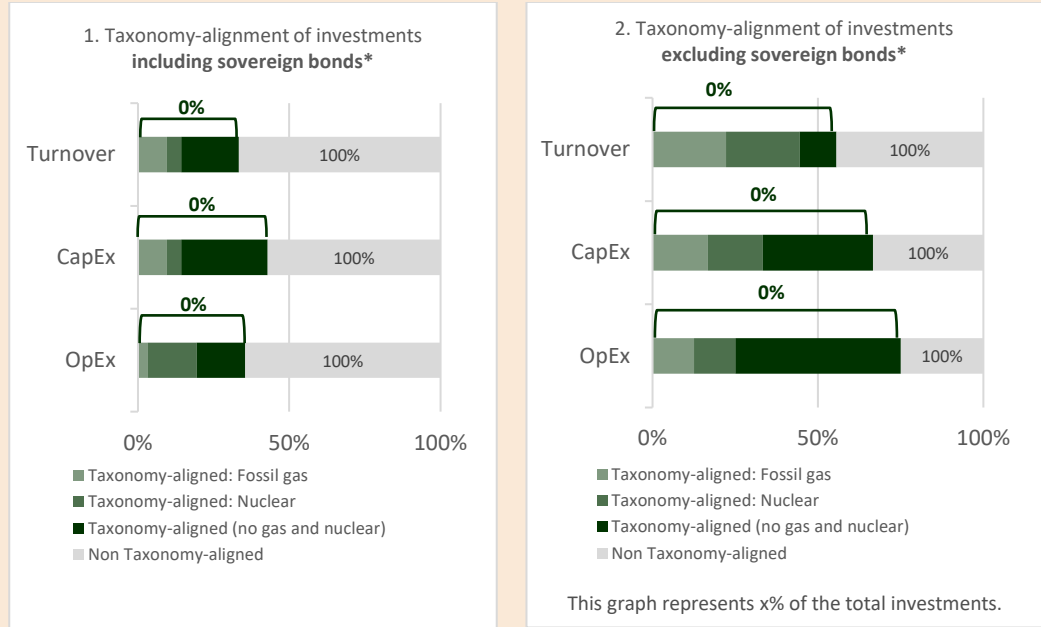 1. Taxonomy-alignment of investments
including sovereign bonds*
0%
Turnover
100%
0%
CapEx
100%
0%
OpEx
100%
0%
50%
100%
Taxonomy-aligned: Fossil gas
Taxonomy-aligned: Nuclear
Taxonomy-aligned (no gas and nuclear)
Non Taxonomy-aligned
2. Taxonomy-alignment of investments
excluding sovereign bonds*
0%
Turnover
100%
0%
CapEx
100%
0%
OpEx
100%
0%
50%
100%
Taxonomy-aligned: Fossil gas
Taxonomy-aligned: Nuclear
Taxonomy-aligned (no gas and nuclear)
Non Taxonomy-aligned
This graph represents x% of the total investments.